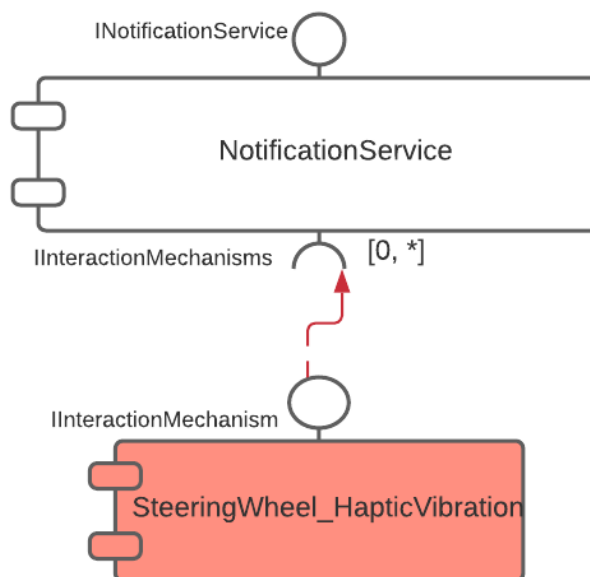 INotificationService
NotificationService
IInteractionMechanisms
[0, *]
IInteractionMechanism
SteeringWheel_HapticVibration